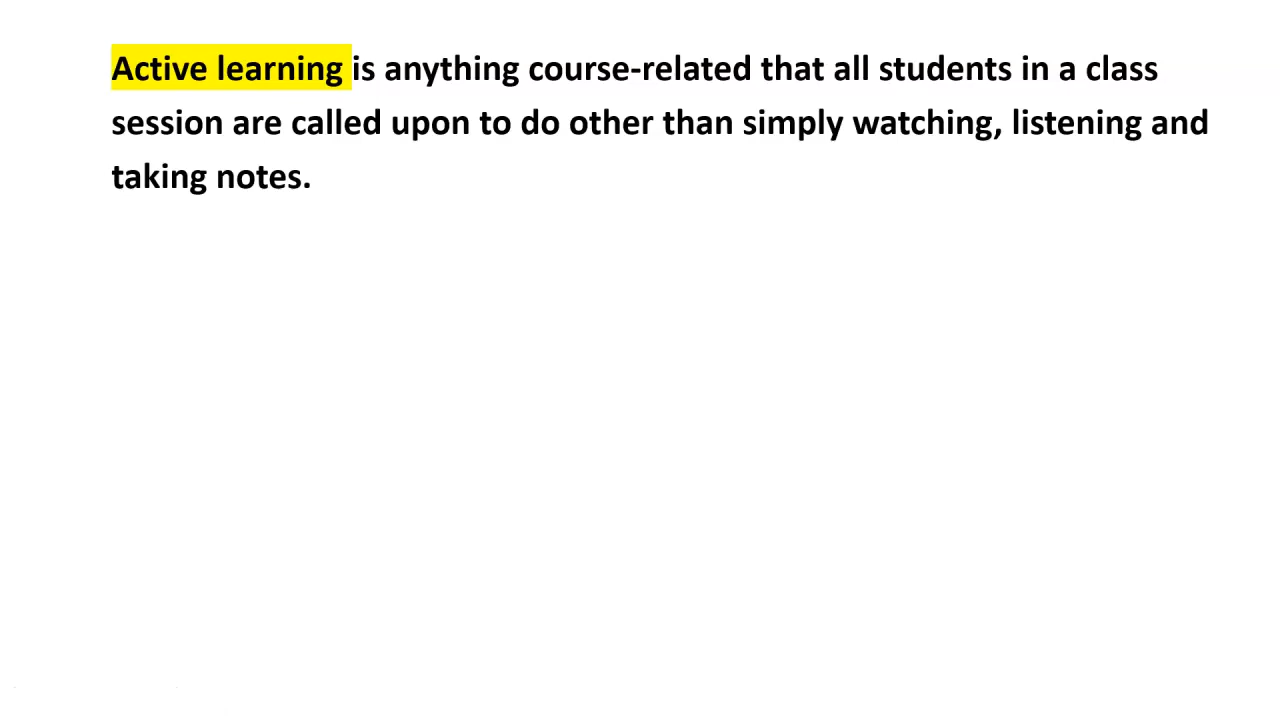 Active learning is anything course-related that all students in a class
session are called upon to do other than simply watching, listening and
taking notes.